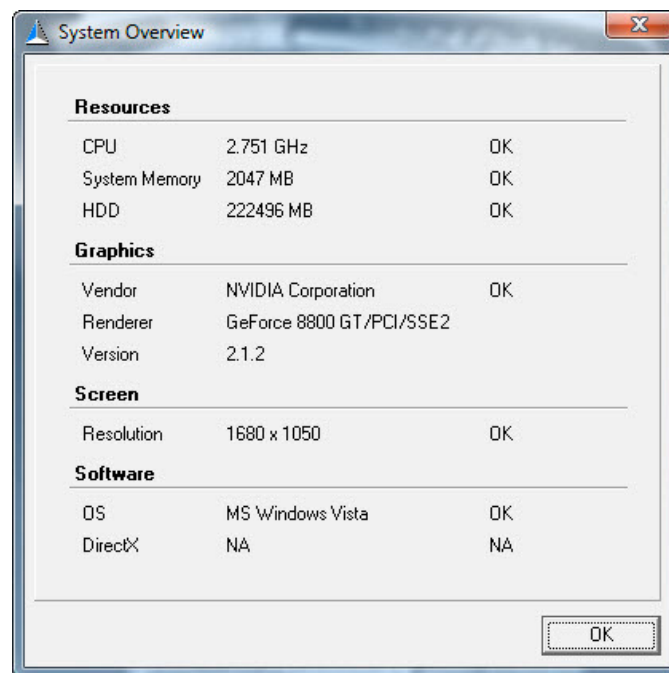 System Overview
Resources
CPU 2.751 GHz OK
System Memory 2047 MB OK
HDD 222496 MB OK
Graphics
Vendor NVIDIA Corporation OK
Renderer GeForce 8800 GT/PCI/SSE2
Version 2.1.2
Screen
Resolution 1680 x 1050 OK
Software
OS MS Windows Vista OK
DirectX NA NA
OK